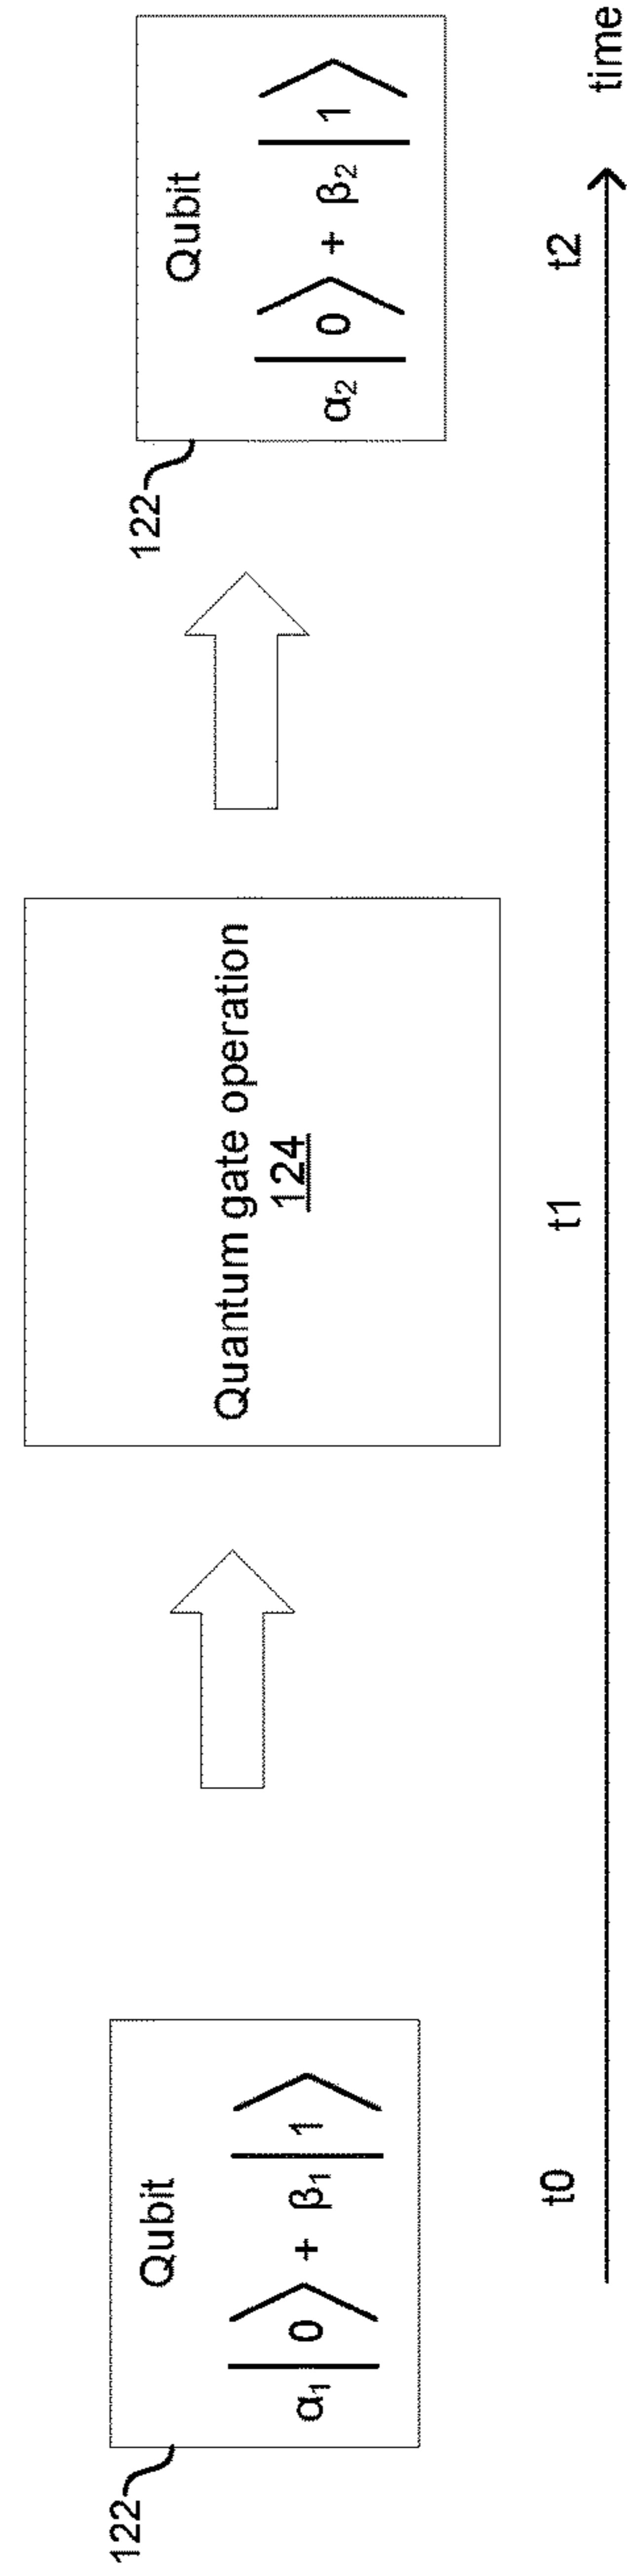 122
Qubit
α₁|0⟩ + β₁|1⟩
Quantum gate operation
124
122
Qubit
α₂|0⟩ + β₂|1⟩
t0
t1
t2
time